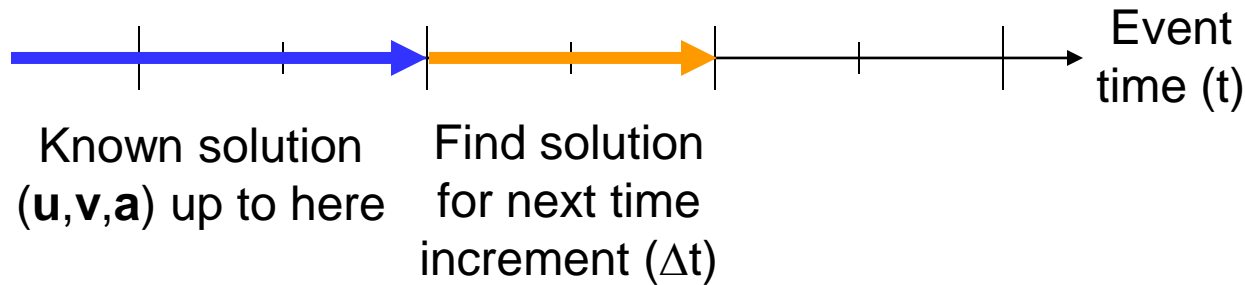 Event
time (t)
Known solution
(u,v,a) up to here
Find solution
for next time
increment (Δt)